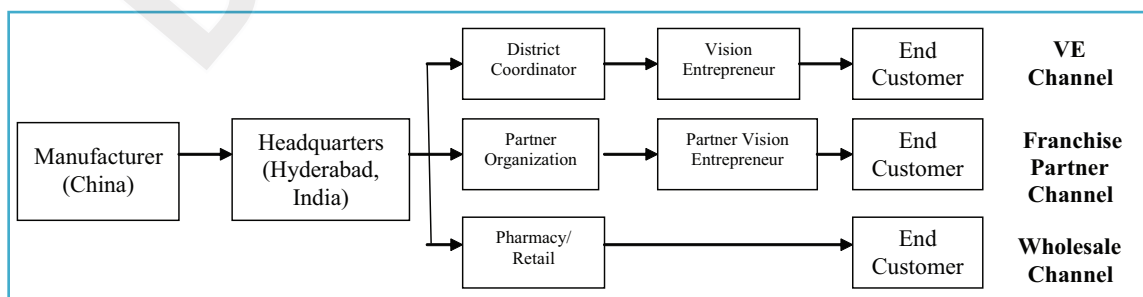 District
Coordinator
Vision
Entrepreneur
End
Customer
VE
Channel
Manufacturer
(China)
Headquarters
(Hyderabad,
India)
Partner
Organization
Partner Vision
Entrepreneur
End
Customer
Franchise
Partner
Channel
Pharmacy/
Retail
End
Customer
Wholesale
Channel